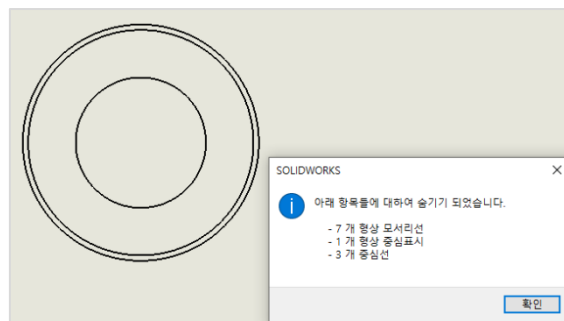 SOLIDWORKS
아래 항목들에 대하여 숨기기 되었습니다.
- 7 개 형상 모서리선
- 1 개 형상 중심표시
- 3 개 중심선
확인